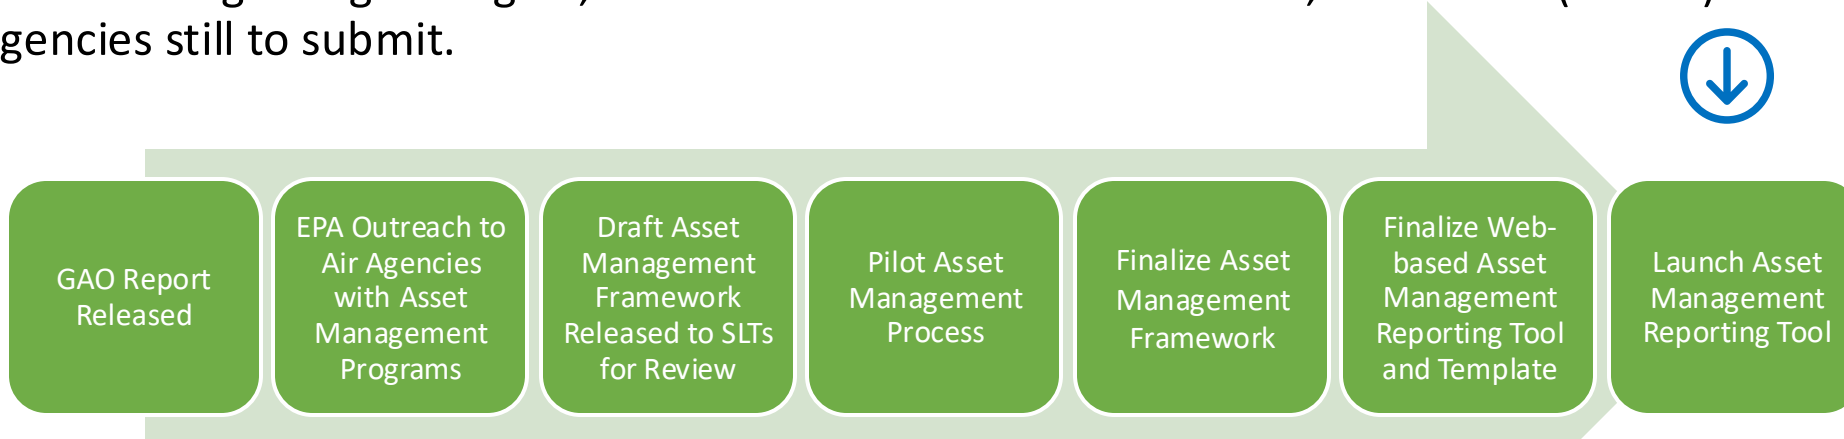 gencies still to submit.
GAO Report
Released
EPA Outreach to
Air Agencies
with Asset
Management
Programs
Draft Asset
Management
Framework
Released to SLTs
for Review
Pilot Asset
Management
Process
Finalize Asset
Management
Framework
Finalize Web-
based Asset
Management
Reporting Tool
and Template
Launch Asset
Management
Reporting Tool